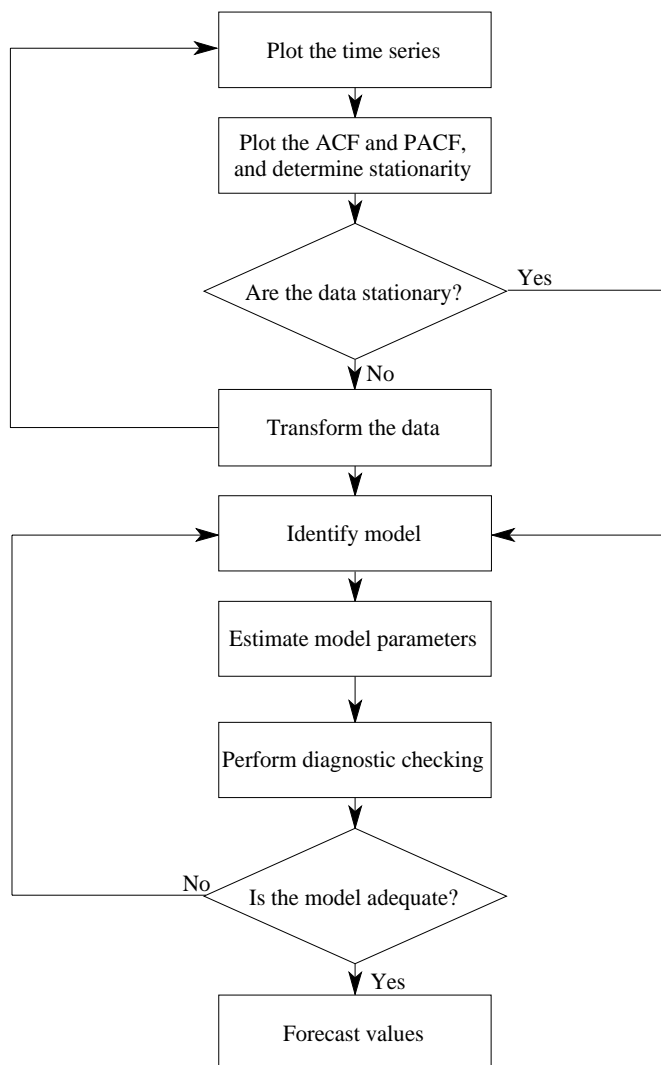 Plot the time series
Plot the ACF and PACF,
and determine stationarity
Are the data stationary?
Yes
No
Transform the data
Identify model
Estimate model parameters
Perform diagnostic checking
Is the model adequate?
No
Yes
Forecast values